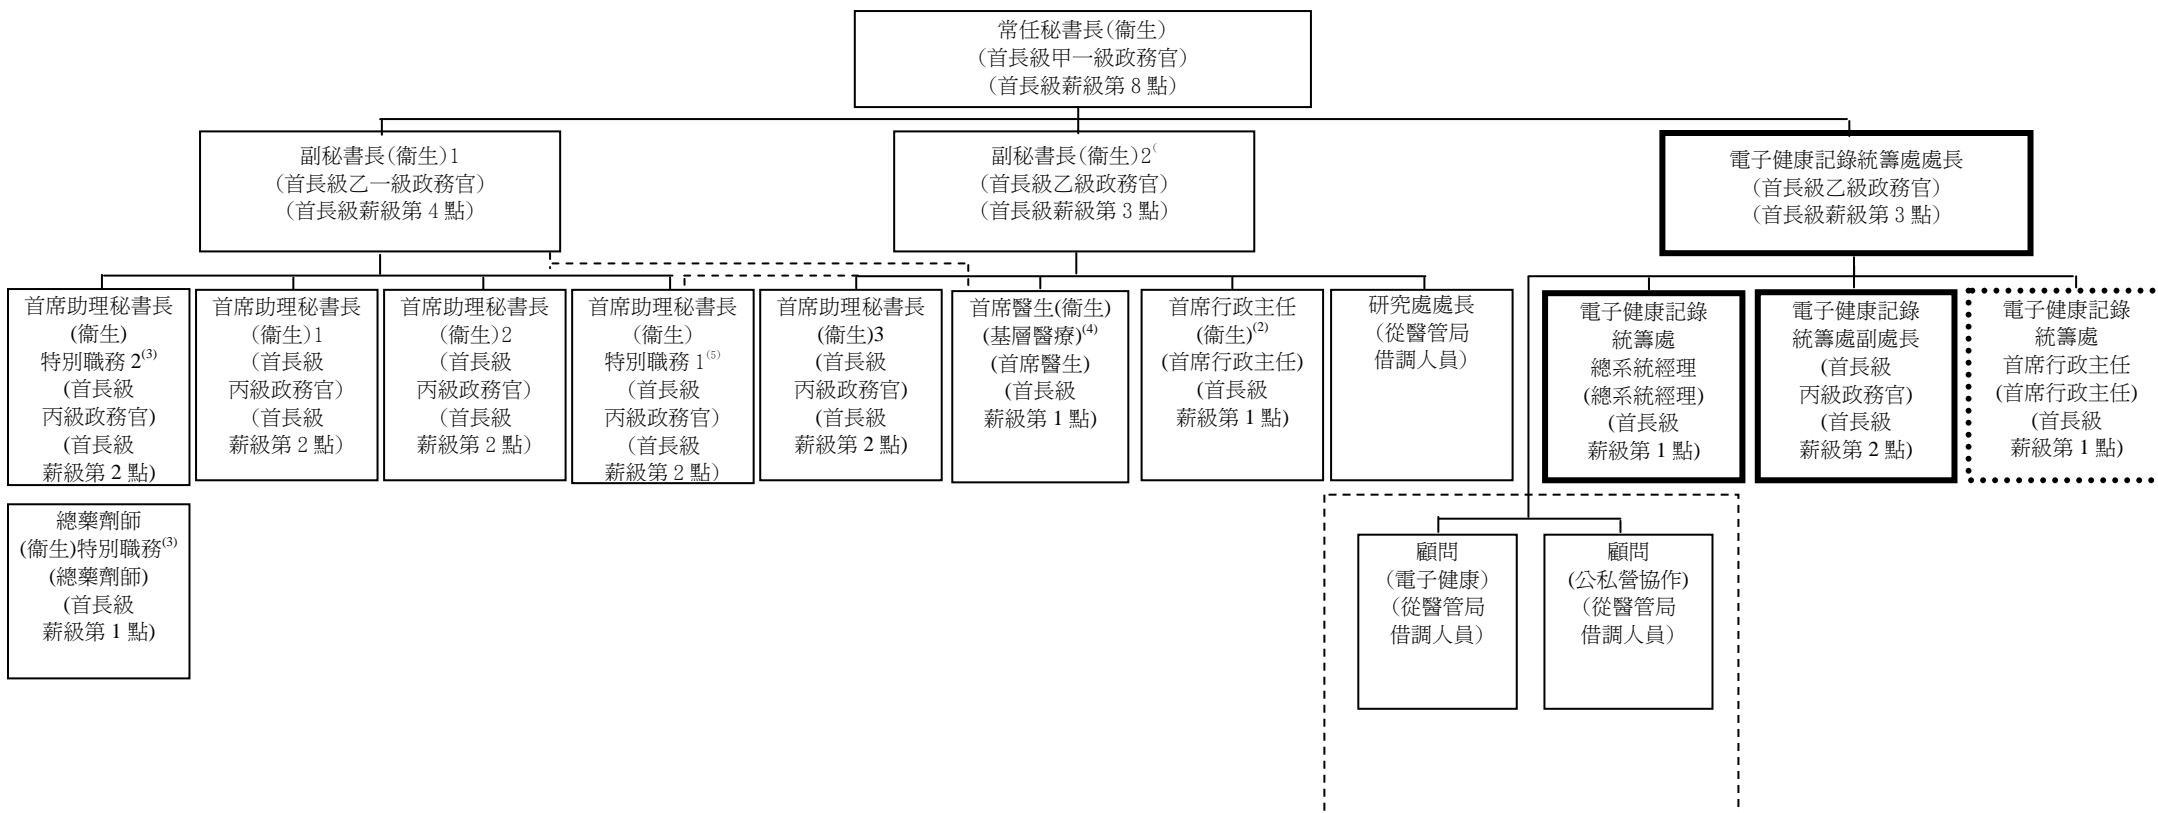 常任秘書長(衞生)
(首長級甲一級政務官)
(首長級薪級第 8 點)
副秘書長(衞生)1
(首長級乙一級政務官)
(首長級薪級第 4 點)
副秘書長(衞生)2(
(首長級乙級政務官)
(首長級薪級第 3 點)
電子健康記錄統籌處處長
(首長級乙級政務官)
(首長級薪級第 3 點)
首席助理秘書長
(衞生)
特別職務 2(3)
(首長級
丙級政務官)
(首長級
薪級第 2 點)
首席助理秘書長
(衞生)1
(首長級
丙級政務官)
(首長級
薪級第 2 點)
首席助理秘書長
(衞生)2
(首長級
丙級政務官)
(首長級
薪級第 2 點)
首席助理秘書長
(衞生)
特別職務 1(5)
(首長級
丙級政務官)
(首長級
薪級第 2 點)
首席助理秘書長
(衞生)3
(首長級
丙級政務官)
(首長級
薪級第 2 點)
首席醫生(衞生)
(基層醫療)(4)
(首席醫生)
(首長級
薪級第 1 點)
首席行政主任
(衞生)(2)
(首席行政主任)
(首長級
薪級第 1 點)
研究處處長
(從醫管局
借調人員)
電子健康記錄
統籌處
總系統經理
(總系統經理)
(首長級
薪級第 1 點)
電子健康記錄
統籌處副處長
(首長級
丙級政務官)
(首長級
薪級第 2 點)
電子健康記錄
統籌處
首席行政主任
(首席行政主任)
(首長級
薪級第 1 點)
總藥劑師
(衞生)特別職務(3)
(總藥劑師)
(首長級
薪級第 1 點)
顧問
(電子健康)
(從醫管局
借調人員)
顧問
(公私營協作)
(從醫管局
借調人員)